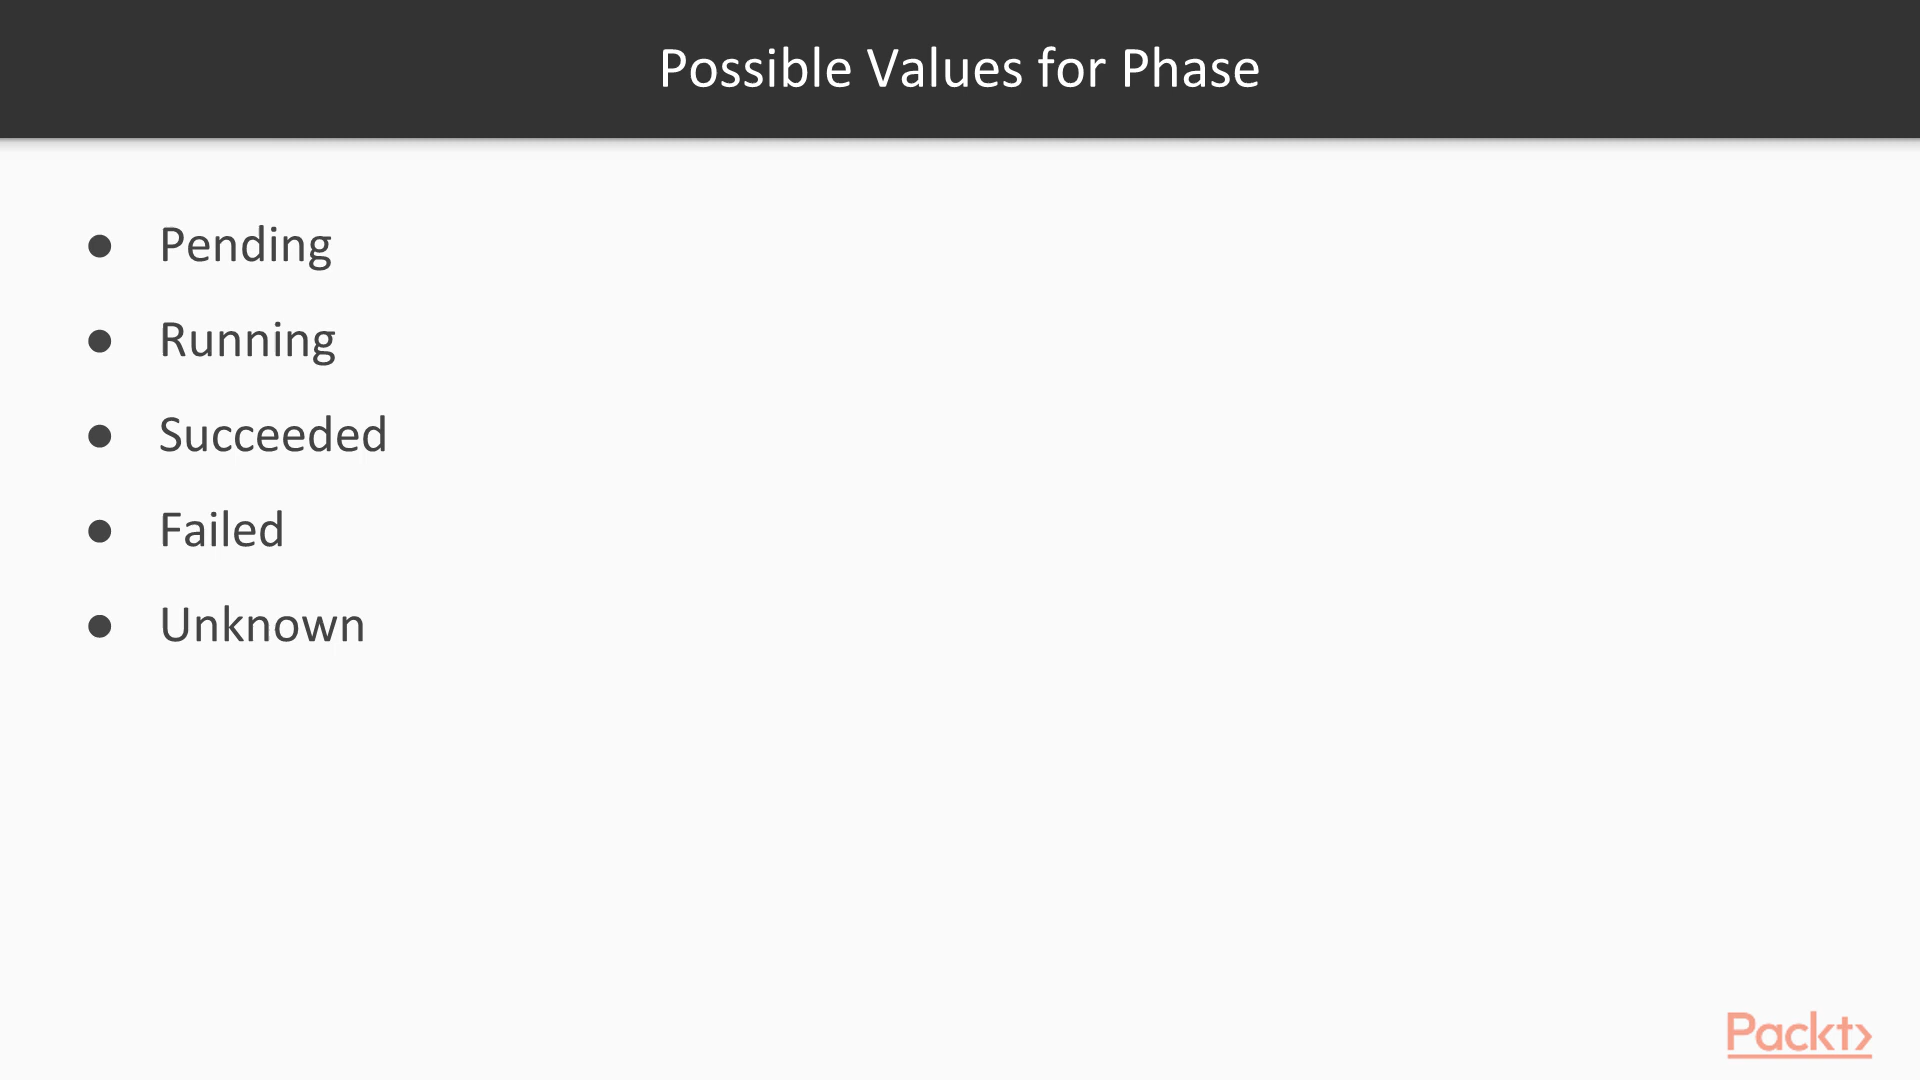 Possible Values for Phase
● Pending
● Running
● Succeeded
● Failed
● Unknown
Packt>